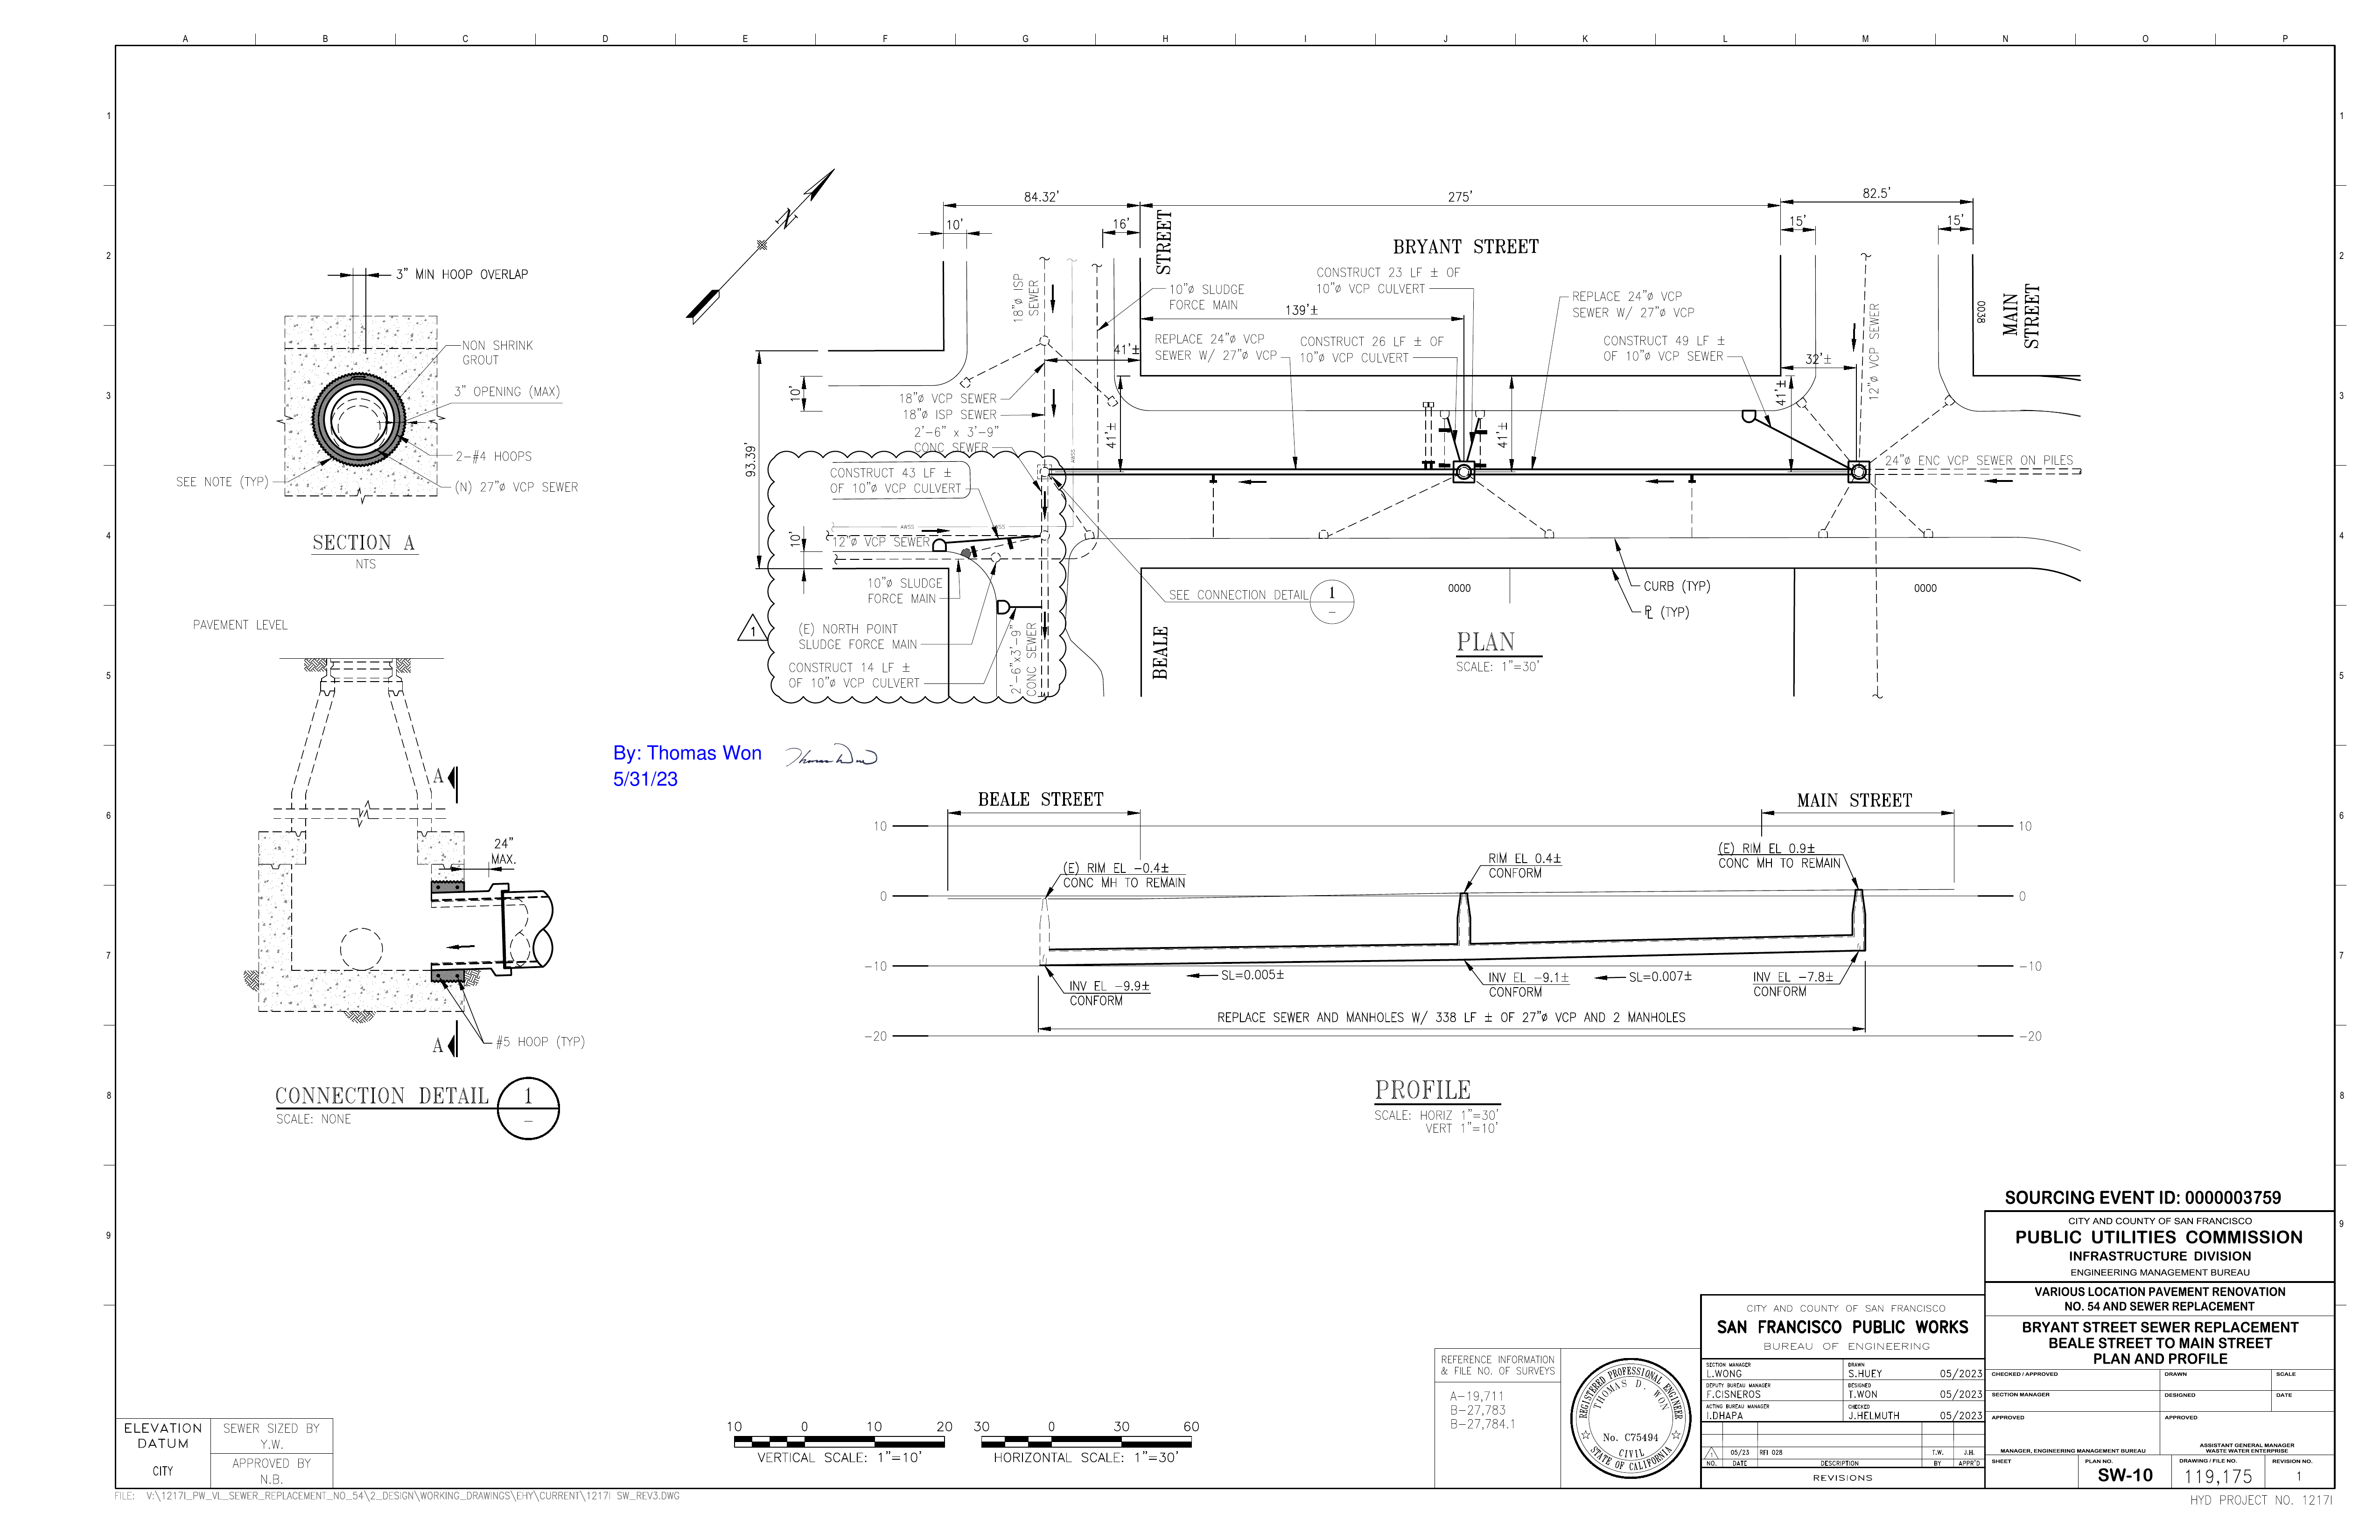 A B C D E F G H I J K L M N O P
1
2
3
4
5
6
7
8
9
1
2
3
4
5
6
7
8
9
3" MIN HOOP OVERLAP
NON SHRINK
GROUT
3" OPENING (MAX)
2-#4 HOOPS
SEE NOTE (TYP)
(N) 27"ø VCP SEWER
SECTION A
NTS
PAVEMENT LEVEL
A
24"
MAX.
A
#5 HOOP (TYP)
CONNECTION DETAIL 1
–
SCALE: NONE
N
84.32'
275'
82.5'
10'
16'
15'
15'
STREET
BRYANT STREET
MAIN
STREET
0038
18"ø ISP
SEWER
10"ø SLUDGE
FORCE MAIN
CONSTRUCT 23 LF ± OF
10"ø VCP CULVERT
139'±
REPLACE 24"ø VCP
SEWER W/ 27"ø VCP
REPLACE 24"ø VCP
SEWER W/ 27"ø VCP
CONSTRUCT 26 LF ± OF
10"ø VCP CULVERT
CONSTRUCT 49 LF ±
OF 10"ø VCP SEWER
12"ø VCP SEWER
41'±
32'±
41'±
41'±
41'±
10'
93.39'
10'
18"ø VCP SEWER
18"ø ISP SEWER
2'-6" x 3'-9"
CONC SEWER
AWSS
CONSTRUCT 43 LF ±
OF 10"ø VCP CULVERT
AWSS
AWSS
12"ø VCP SEWER
24"ø ENC VCP SEWER ON PILES
10"ø SLUDGE
FORCE MAIN
SEE CONNECTION DETAIL 1
–
0000
0000
CURB (TYP)
PL (TYP)
1
(E) NORTH POINT
SLUDGE FORCE MAIN
CONSTRUCT 14 LF ±
OF 10"ø VCP CULVERT
2'-6"x3'-9"
CONC SEWER
BEALE
PLAN
SCALE: 1"=30'
By: Thomas Won
5/31/23
Thomas Won
BEALE STREET
MAIN STREET
10
10
(E) RIM EL -0.4±
CONC MH TO REMAIN
RIM EL 0.4±
CONFORM
(E) RIM EL 0.9±
CONC MH TO REMAIN
0
0
-10
-10
INV EL -9.9±
CONFORM
SL=0.005±
INV EL -9.1±
CONFORM
SL=0.007±
INV EL -7.8±
CONFORM
REPLACE SEWER AND MANHOLES W/ 338 LF ± OF 27"ø VCP AND 2 MANHOLES
-20
-20
PROFILE
SCALE: HORIZ 1"=30'
VERT 1"=10'
SOURCING EVENT ID: 0000003759
CITY AND COUNTY OF SAN FRANCISCO
PUBLIC UTILITIES COMMISSION
INFRASTRUCTURE DIVISION
ENGINEERING MANAGEMENT BUREAU
VARIOUS LOCATION PAVEMENT RENOVATION
NO. 54 AND SEWER REPLACEMENT
BRYANT STREET SEWER REPLACEMENT
BEALE STREET TO MAIN STREET
PLAN AND PROFILE
CHECKED / APPROVED
DRAWN
SCALE
SECTION MANAGER
DESIGNED
DATE
APPROVED
APPROVED
MANAGER, ENGINEERING MANAGEMENT BUREAU
ASSISTANT GENERAL MANAGER
WASTE WATER ENTERPRISE
SHEET
PLAN NO.
SW-10
DRAWING / FILE NO.
119,175
REVISION NO.
1
CITY AND COUNTY OF SAN FRANCISCO
SAN FRANCISCO PUBLIC WORKS
BUREAU OF ENGINEERING
SECTION MANAGER
L.WONG
DRAWN
S.HUEY 05/2023
DEPUTY BUREAU MANAGER
F.CISNEROS
DESIGNED
T.WON 05/2023
ACTING BUREAU MANAGER
I.DHAPA
CHECKED
J.HELMUTH 05/2023
1 05/23 RFI 028 T.W. J.H.
NO. DATE DESCRIPTION BY APPR'D
REVISIONS
REFERENCE INFORMATION
& FILE NO. OF SURVEYS
A-19,711
B-27,783
B-27,784.1
REGISTERED PROFESSIONAL ENGINEER
THOMAS D. WON
No. C75494
CIVIL
STATE OF CALIFORNIA
10 0 10 20
VERTICAL SCALE: 1"=10'
30 0 30 60
HORIZONTAL SCALE: 1"=30'
ELEVATION
DATUM
CITY
SEWER SIZED BY
Y.W.
APPROVED BY
N.B.
FILE: V:\1217I_PW_VL_SEWER_REPLACEMENT_NO_54\2_DESIGN\WORKING_DRAWINGS\EHY\CURRENT\1217I SW_REV3.DWG
HYD PROJECT NO. 1217I